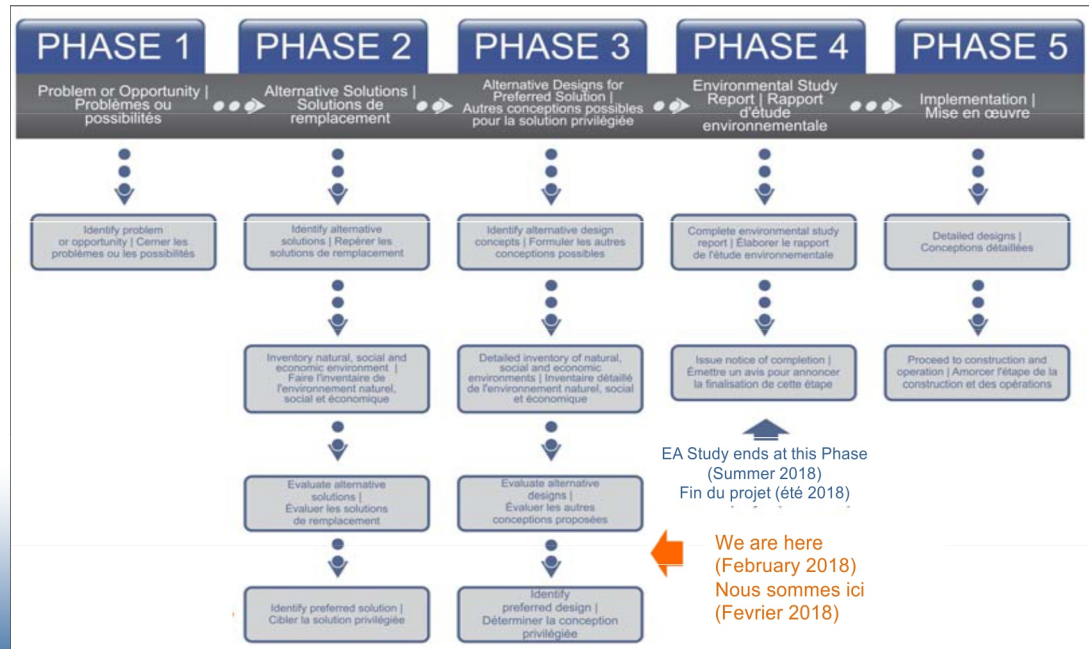 PHASE 1
Problem or Opportunity |
Problèmes ou
possibilités
Identify problem
or opportunity | Cerner les
problèmes ou les possibilités
PHASE 2
Alternative Solutions |
Solutions de
remplacement
Identify alternative
solutions | Repérer les
solutions de remplacement
Inventory natural, social and
economic environment |
Faire l'inventaire de
l'environnement naturel,
social et économique
Evaluate alternative
solutions |
Évaluer les solutions
de remplacement
Identify preferred solution |
Cibler la solution privilégiée
PHASE 3
Alternative Designs for
Preferred Solution |
Autres conceptions possibles
pour la solution privilégiée
Identify alternative design
concepts | Formuler les autres
conceptions possibles
Detailed inventory of natural,
social and economic
environments | Inventaire détaillé
de l'environnement naturel, social
et économique
Evaluate alternative
designs |
Évaluer les autres
conceptions proposées
Identify
preferred design |
Déterminer la conception
privilégiée
We are here
(February 2018)
Nous sommes ici
(Fevrier 2018)
PHASE 4
Environmental Study
Report | Rapport
d'étude
environnementale
Complete environmental study
report | Élaborer le rapport
de l'étude environnementale
Issue notice of completion |
Émettre un avis pour annoncer
la finalisation de cette étape
EA Study ends at this Phase
(Summer 2018)
Fin du projet (été 2018)
PHASE 5
Implementation |
Mise en œuvre
Detailed designs |
Conceptions détaillées
Proceed to construction and
operation | Amorcer l'étape de la
construction et des opérations